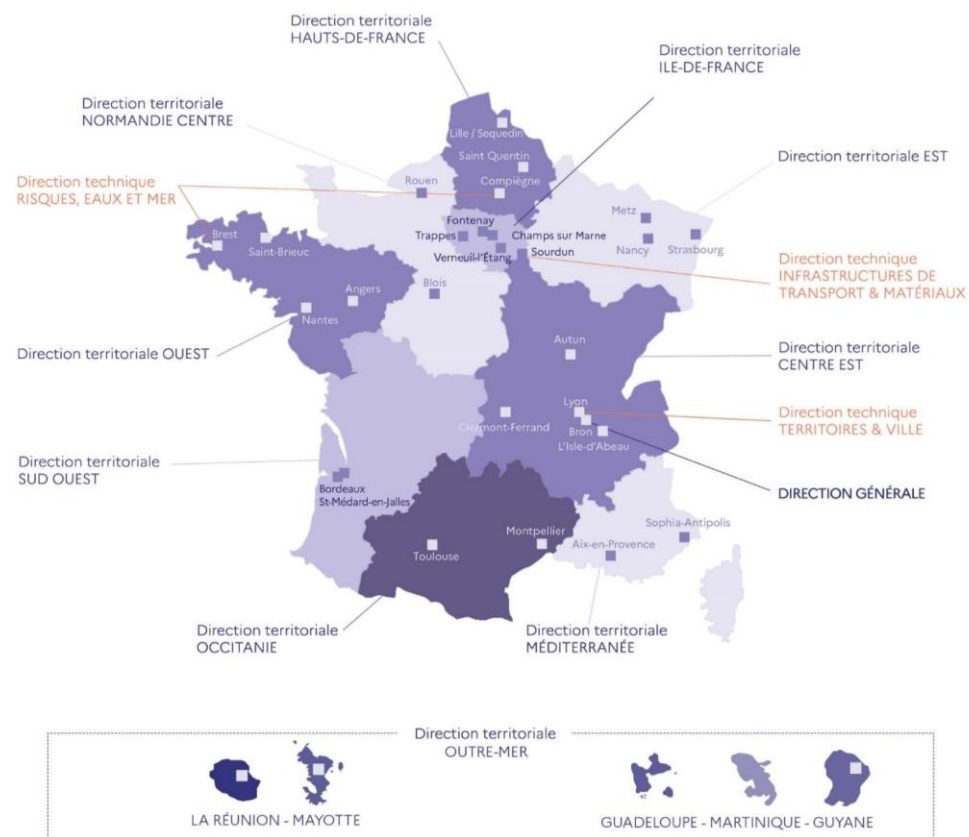 Direction territoriale
HAUTS-DE-FRANCE
Direction territoriale
ILE-DE-FRANCE
Direction territoriale
NORMANDIE CENTRE
Lille / Sequedin
Saint Quentin
Direction territoriale EST
Direction technique
RISQUES, EAUX ET MER
Rouen
Compiègne
Metz
Fontenay
Brest
Trappes
Champs sur Marne
Saint-Brieuc
Verneuil-l'Étang
Sourdun
Nancy
Strasbourg
Direction technique
INFRASTRUCTURES DE
TRANSPORT & MATÉRIAUX
Blois
Angers
Nantes
Direction territoriale OUEST
Autun
Direction territoriale
CENTRE EST
Lyon
Direction technique
TERRITOIRES & VILLE
Clermont-Ferrand
Bron
L'Isle-d'Abeau
Direction territoriale
SUD OUEST
Bordeaux
St-Médard-en-Jalles
DIRECTION GÉNÉRALE
Sophia-Antipolis
Montpellier
Aix-en-Provence
Toulouse
Direction territoriale
OCCITANIE
Direction territoriale
MÉDITERRANÉE
Direction territoriale
OUTRE-MER
LA RÉUNION - MAYOTTE
GUADELOUPE - MARTINIQUE - GUYANE